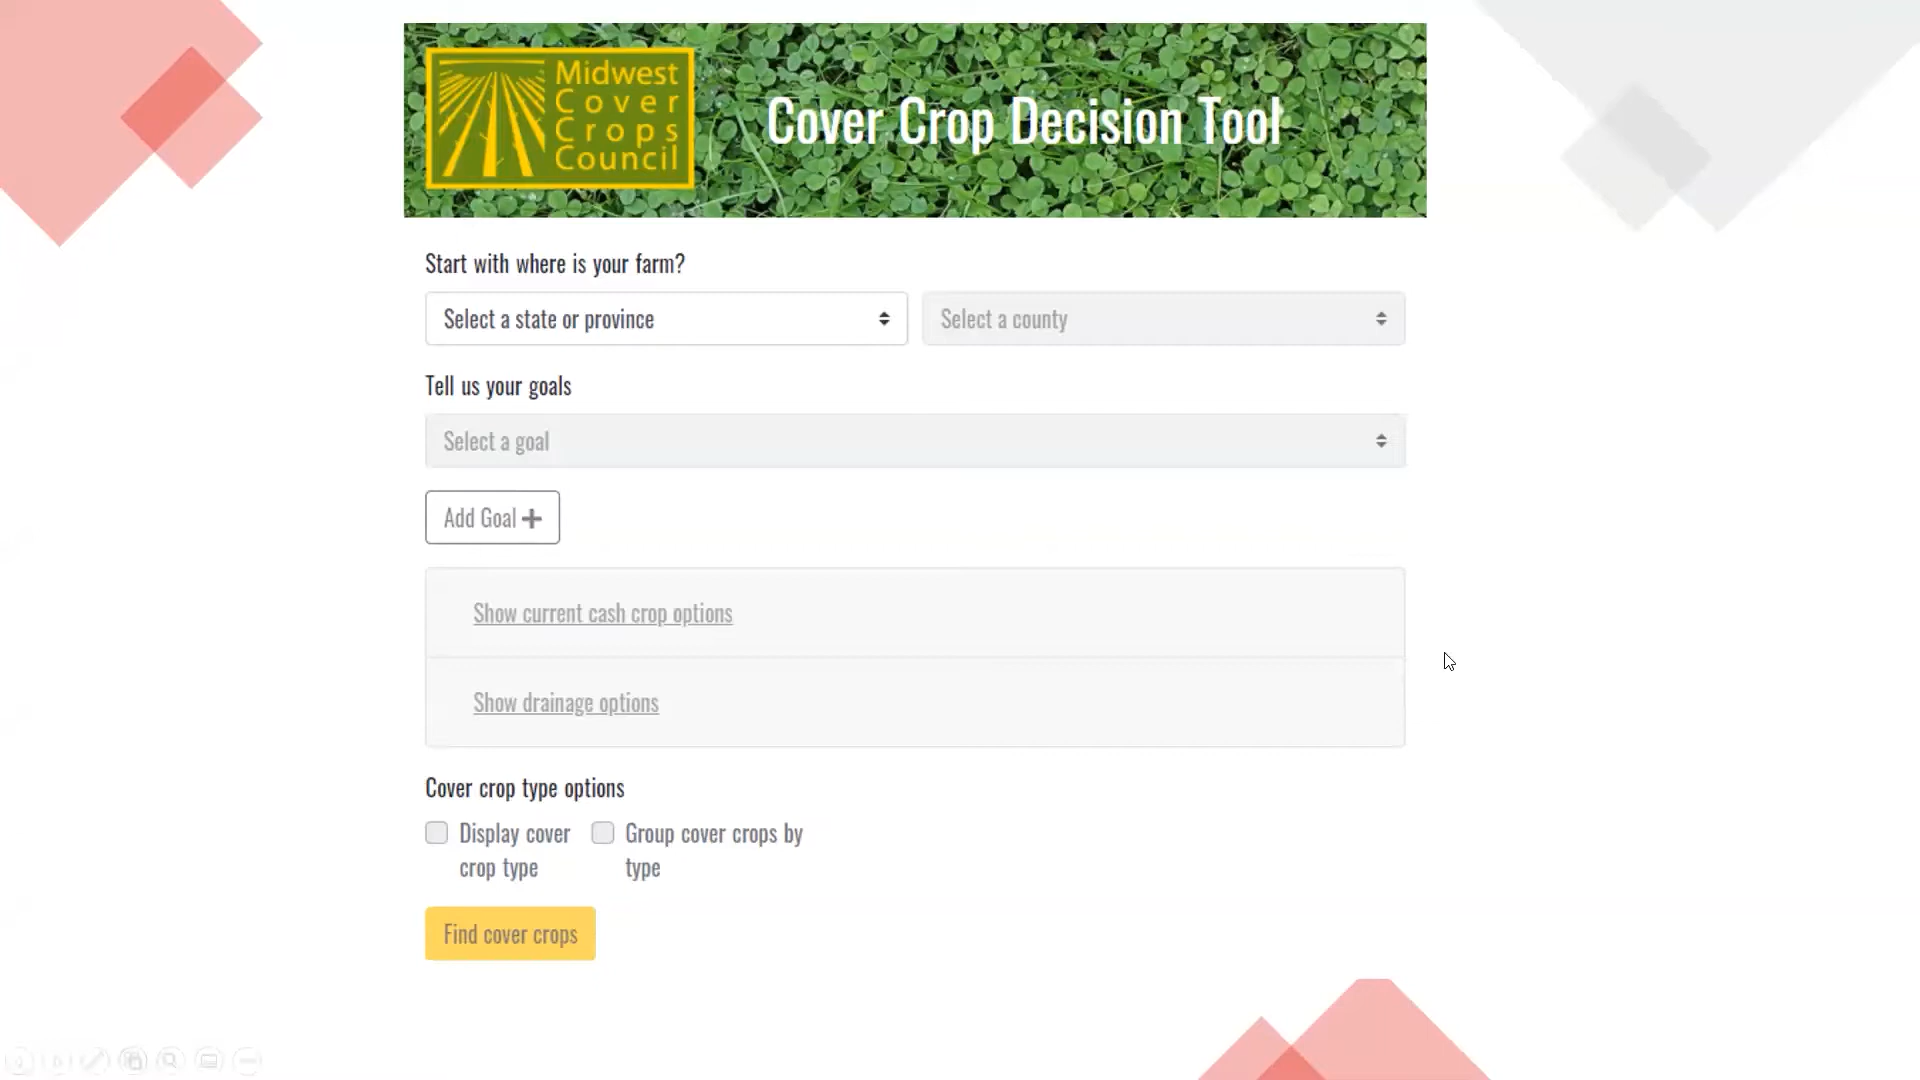 Midwest
Cover
Crops
Council
Cover Crop Decision Tool
Start with where is your farm?
Select a state or province
Select a county
Tell us your goals
Select a goal
Add Goal
Show current cash crop options
Show drainage options
Cover crop type options
Display cover
crop type
Group cover crops by
type
Find cover crops